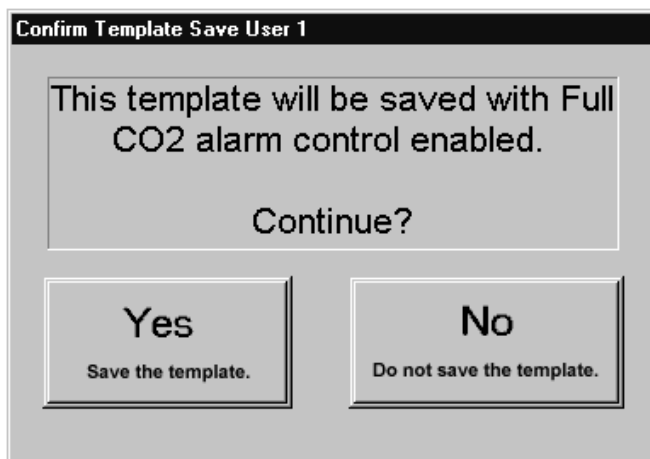 Confirm Template Save User 1
This template will be saved with Full
CO2 alarm control enabled.
Continue?
Yes
Save the template.
No
Do not save the template.